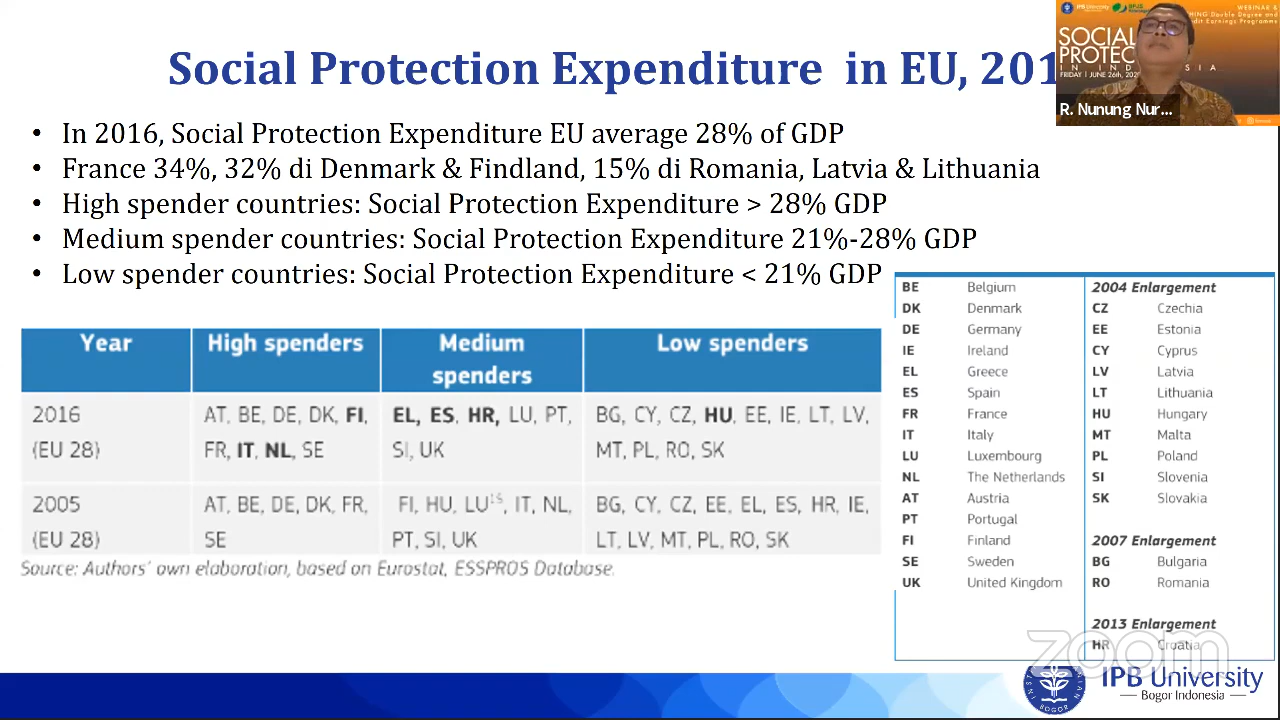 Social Protection Expenditure in EU, 201
IPB University
WEBINAR &
HING Double Degree and
dit Earnings Programme
SOCIAL
PROTEC
IN IND SIA
FRIDAY | JUNE 26th, 20
R. Nunung Nur...
• In 2016, Social Protection Expenditure EU average 28% of GDP
• France 34%, 32% di Denmark & Findland, 15% di Romania, Latvia & Lithuania
• High spender countries: Social Protection Expenditure > 28% GDP
• Medium spender countries: Social Protection Expenditure 21%-28% GDP
• Low spender countries: Social Protection Expenditure < 21% GDP
Year High spenders Medium spenders Low spenders
2016 AT, BE, DE, DK, FI, EL, ES, HR, LU, PT, BG, CY, CZ, HU, EE, IE, LT, LV,
(EU 28) FR, IT, NL, SE SI, UK MT, PL, RO, SK
2005 AT, BE, DE, DK, FR, FI, HU, LU15, IT, NL, BG, CY, CZ, EE, EL, ES, HR, IE,
(EU 28) SE PT, SI, UK LT, LV, MT, PL, RO, SK
Source: Authors' own elaboration, based on Eurostat, ESSPROS Database.
BE Belgium
DK Denmark
DE Germany
IE Ireland
EL Greece
ES Spain
FR France
IT Italy
LU Luxembourg
NL The Netherlands
AT Austria
PT Portugal
FI Finland
SE Sweden
UK United Kingdom
2004 Enlargement
CZ Czechia
EE Estonia
CY Cyprus
LV Latvia
LT Lithuania
HU Hungary
MT Malta
PL Poland
SI Slovenia
SK Slovakia
2007 Enlargement
BG Bulgaria
RO Romania
2013 Enlargement
HR Croatia
zoom
IPB University
Bogor Indonesia